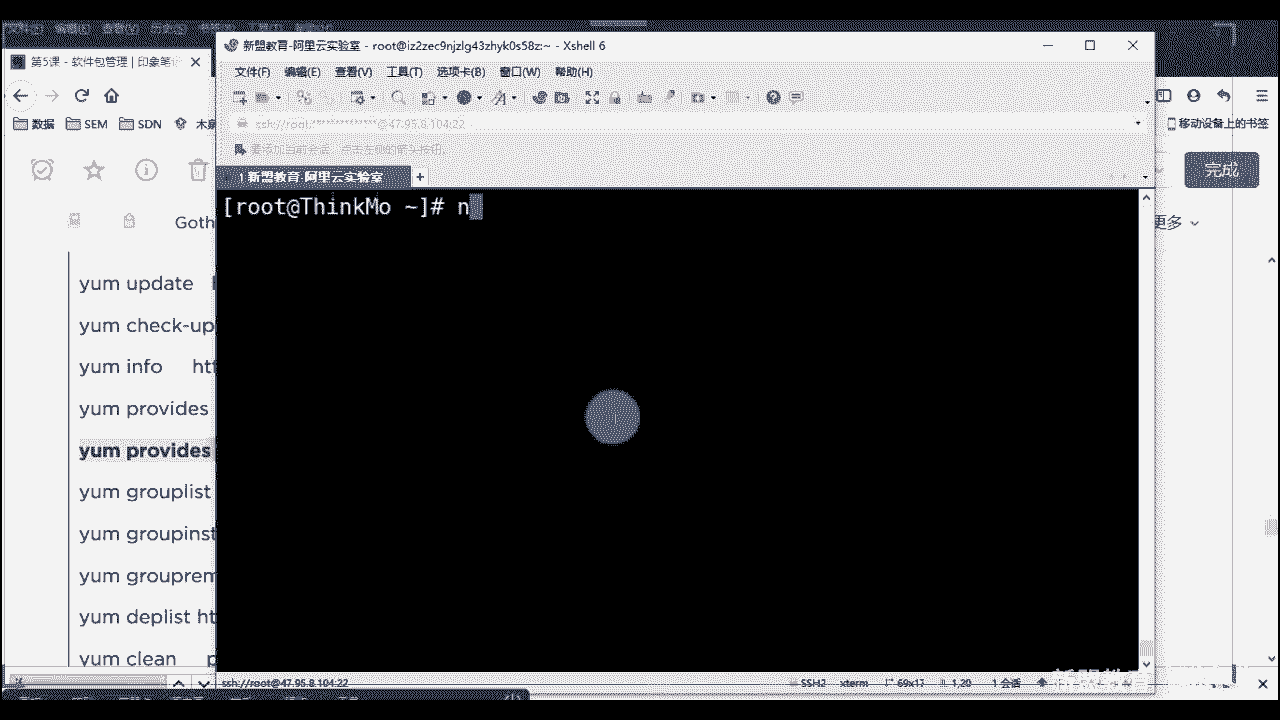 新盟教育-阿里云实验室 - root@iz2zec9njzlg43zhyk0s58z:~ - Xshell 6
文件(F) 编辑(E) 查看(V) 工具(T) 选项卡(B) 窗口(W) 帮助(H)
ssh://root:**************@47.95.8.104:22
要添加当前会话，点击左侧的箭头按钮。
1 新盟教育-阿里云实验室 +
[root@ThinkMo ~]# n
第5课 - 软件包管理 | 印象笔
数据 SEM SDN
移动设备上的书签
完成
Goth
更多
yum update
yum check-up
yum info htt
yum provides
yum provides
yum grouplist
yum groupinst
yum grouprem
yum deplist ht
yum clean
ssh://root@47.95.8.104:22
SSH2 xterm 69x17 1,20 1 会话
新盟教育